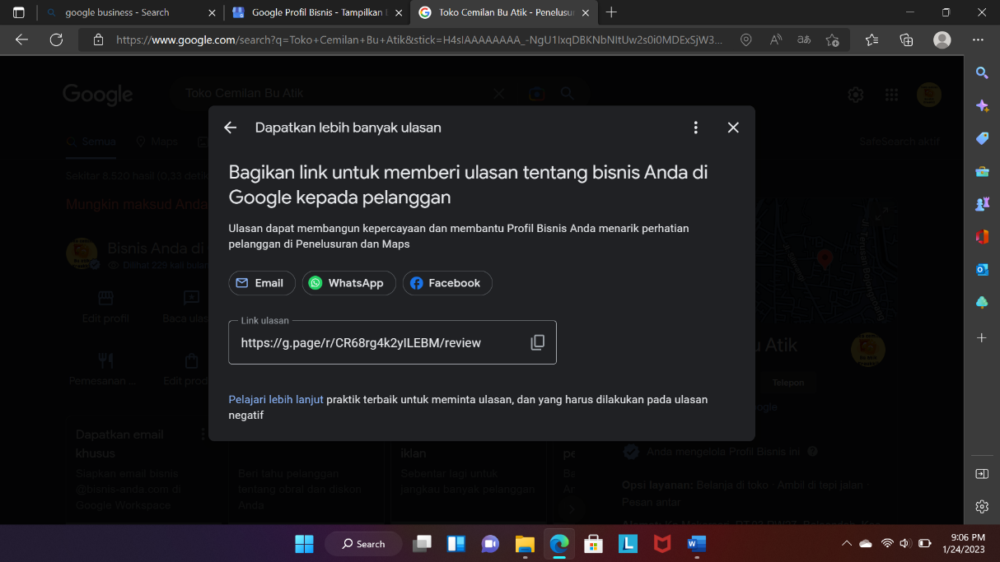 google business - Search
Google Profil Bisnis - Tampilkan
Toko Cemilan Bu Atik - Penelusur
https://www.google.com/search?q=Toko+Cemilan+Bu+Atik&stick=H4sIAAAAAAAA_-NgU1IxqDBKNbNItUw2s0i0MDExSjW3...
Google
Toko Cemilan Bu Atik
Semua
Maps
SafeSearch aktif
Sekitar 8.520 hasil (0,33 detik
Mungkin maksud Anda
Bisnis Anda di
Dilihat 229 kali bulan
Edit profil
Baca ulas
Pemesanan ...
Edit prod
Dapatkan email
khusus
Siapkan email bisnis
@bisnis-anda.com di
Google Workspace
Beri tahu pelanggan
tentang obral dan diskon
Anda
iklan
Sebentar lagi untuk
jangkau banyak pelanggan
Dapatkan lebih banyak ulasan
Bagikan link untuk memberi ulasan tentang bisnis Anda di
Google kepada pelanggan
Ulasan dapat membangun kepercayaan dan membantu Profil Bisnis Anda menarik perhatian
pelanggan di Penelusuran dan Maps
Email
WhatsApp
Facebook
Link ulasan
https://g.page/r/CR68rg4k2yILEBM/review
Pelajari lebih lanjut praktik terbaik untuk meminta ulasan, dan yang harus dilakukan pada ulasan
negatif
u Atik
Telepon
ogle
Anda mengelola Profil Bisnis ini
Opsi layanan: Belanja di toko · Ambil di tepi jalan ·
Pesan antar
Search
9:06 PM
1/24/2023